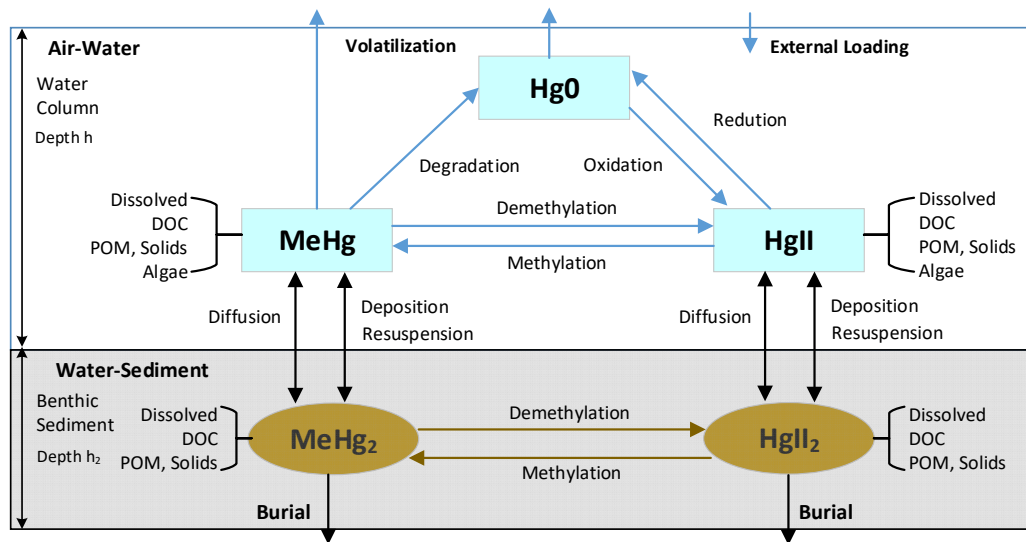 Air-Water
Volatilization
External Loading
Water
Column
Depth h
Hg0
Redution
Degradation
Oxidation
Dissolved
DOC
POM, Solids
Algae
MeHg
Demethylation
Methylation
HgII
Dissolved
DOC
POM, Solids
Algae
Diffusion
Deposition
Resuspension
Diffusion
Deposition
Resuspension
Water-Sediment
Benthic
Sediment
Depth h₂
Dissolved
DOC
POM, Solids
MeHg₂
Demethylation
Methylation
HgII₂
Dissolved
DOC
POM, Solids
Burial
Burial